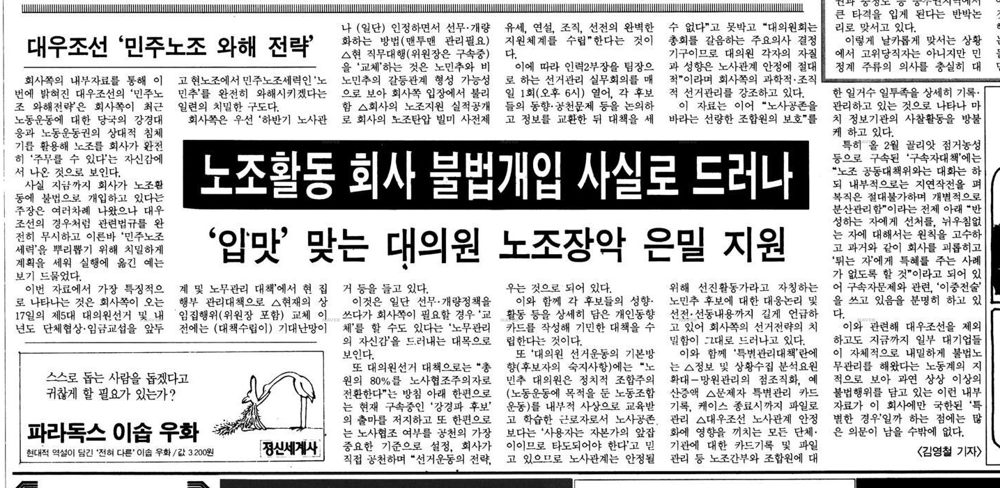 대우조선 ‘민주노조 와해 전략’
노조활동 회사 불법개입 사실로 드러나
‘입맛’ 맞는 대의원 노조장악 은밀 지원
회사쪽의 내부자료를 통해 이
번에 밝혀진 대우조선의 ‘민주노
조 와해전략’은 회사쪽이 최근
노동운동에 대한 당국의 강경대
응과 노동운동권의 상대적 침체
기를 활용해 노조를 회사가 완전
히 ‘주무를 수 있다’는 자신감에
서 나온 것으로 보인다.
사실 지금까지 회사가 노조활
동에 불법으로 개입하고 있다는
주장은 여러차례 나왔으나 대우
조선의 경우처럼 관련법규를 완
전히 무시하고 이른바 ‘민주노조
세력’을 뿌리뽑기 위해 치밀하게
계획을 세워 실행에 옮긴 예는
보기 드물었다.
이번 자료에서 가장 특징적으
로 나타나는 것은 회사쪽이 오는
17일의 제5대 대의원선거 및 내
년도 단체협상·임금교섭을 앞두
고 현노조에서 민주노조세력인 ‘노
민추’를 완전히 와해시키겠다는
일련의 치밀한 구도다.
회사쪽은 우선 ‘하반기 노사관
계 및 노무관리 대책’에서 현 집
행부 관리대책으로 △현재의 상
임집행위(위원장 포함) 교체 이
전에는 (대책수립이) 기대난망이
나 (일단) 인정하면서 선무·개량
화하는 방법(맨투맨 관리필요)
△현 직무대행(위원장은 구속중)
을 ‘교체’하는 것은 노민추와 비
노민추의 갈등관계 형성 가능성
으로 보아 회사쪽 입장에서 불리
함 △회사의 노조지원 실적공개
로 회사의 노조탄압 빌미 사전제
거 등을 들고 있다.
이것은 일단 선무·개량정책을
쓰다가 회사쪽이 필요할 경우 ‘교
체’를 할 수도 있다는 ‘노무관리
의 자신감’을 드러내는 대목으로
보인다.
또 대의원선거 대책으로는 “총
원의 80%를 노사협조주의자로
전환한다”는 방침 아래 한편으로
는 현재 구속중인 ‘강경파 후보’
의 출마를 저지하고 또 한편으로
는 노사협조 여부를 공천의 가장
중요한 기준으로 설정, 회사가
직접 공천하며 “선거운동의 전략,
유세, 연설, 조직, 선전의 완벽한
지원체계를 수립”한다는 것이
다.
이에 따라 인력2부장을 팀장으
로 하는 선거관리 실무회의를 매
일 1회(오후 6시) 열어, 각 후보
들의 동향·공천문제 등을 논의하
고 정보를 교환한 뒤 대책을 세
우는 것으로 되어 있다.
이와 함께 각 후보들의 성향·
활동 등을 상세히 담은 개인동향
카드를 작성해 기민한 대책을 수
립한다는 것이다.
또 ‘대의원 선거운동의 기본방
향(후보자의 숙지사항)에는 “노
민추 대의원은 정치적 조합주의
(노동운동에 목적을 둔 노동조합
운동)를 내부적 사상으로 교육받
고 학습한 근로자로서 노사공존
보다는 ‘사용자는 자본가의 앞잡
이이므로 타도되어야 한다’고 믿
고 있으므로 노사관계는 안정될
수 없다”고 못박고 “대의원회는
총회를 갈음하는 주요의사 결정
기구이므로 대의원 각자의 자질
과 성향은 노사관계 안정에 절대
적”이라며 회사쪽의 과학적·조직
적 선거관리를 강조하고 있다.
이 자료는 이어 “노사공존을
바라는 선량한 조합원의 보호”를
위해 선진활동가라고 자칭하는
노민추 후보에 대한 대응논리 및
선전·선동내용까지 길게 언급하
고 있어 회사쪽의 선거전략의 치
밀함이 그대로 드러나고 있다.
이와 함께 ‘특별관리대책’란에
는 △정보 및 상황수집 분석요원
확대－망원관리의 점조직화, 예
산증액 △문제자 특별관리 카드
기록, 케이스 종료시까지 파일로
관리 △대우조선 노사관계 안정
화에 영향을 끼치는 모든 단체·
기관에 대한 카드기록 및 파일
관리 등 노조간부와 조합원에 대
한 일거수 일투족을 상세히 기록·
관리하고 있는 것으로 나타나 마
치 정보기관의 사찰활동을 방불
케 하고 있다.
특히 올 2월 골리앗 점거농성
등으로 구속된 ‘구속자대책’에는
“노조 공동대책위와는 대화는 하
되 내부적으로는 지연작전을 펴
복직은 절대불가하며 개별적으로
분산관리함”이라는 전제 아래 “반
성하는 자에게 선처를, 뉘우침없
는 자에 대해서는 원칙을 고수하
고 과거와 같이 회사를 괴롭히고
‘튀는 자’에게 특혜를 주는 사례
가 없도록 할 것”이라고 되어 있
어 구속자문제와 관련, ‘이중전술’
을 쓰고 있음을 분명히 하고 있
다.
이와 관련해 대우조선을 제외
하고도 지금까지 일부 대기업들
이 자체적으로 내밀하게 불법노
무관리를 해왔다는 노동계의 지
적으로 보아 과연 상상 이상의
불법행위를 담고 있는 이런 내부
자료가 이 회사에만 국한된 ‘특
별한 경우’일까 하는 점에는 많
은 의문이 남을 수밖에 없다.
〈김영철 기자〉
큰 타격을 입게 된다는 반박논
리로 맞서고 있다.
이렇게 날카롭게 맞서는 상황
에서 고위당직자는 아니지만 민
정계 주류의 의사를 충실히 대
스스로 돕는 사람을 돕겠다고
귀찮게 할 필요가 있는가?
파라독스 이솝 우화
정신세계사
현대적 역설이 담긴 ‘전혀 다른’ 이솝 우화／값 3,200원